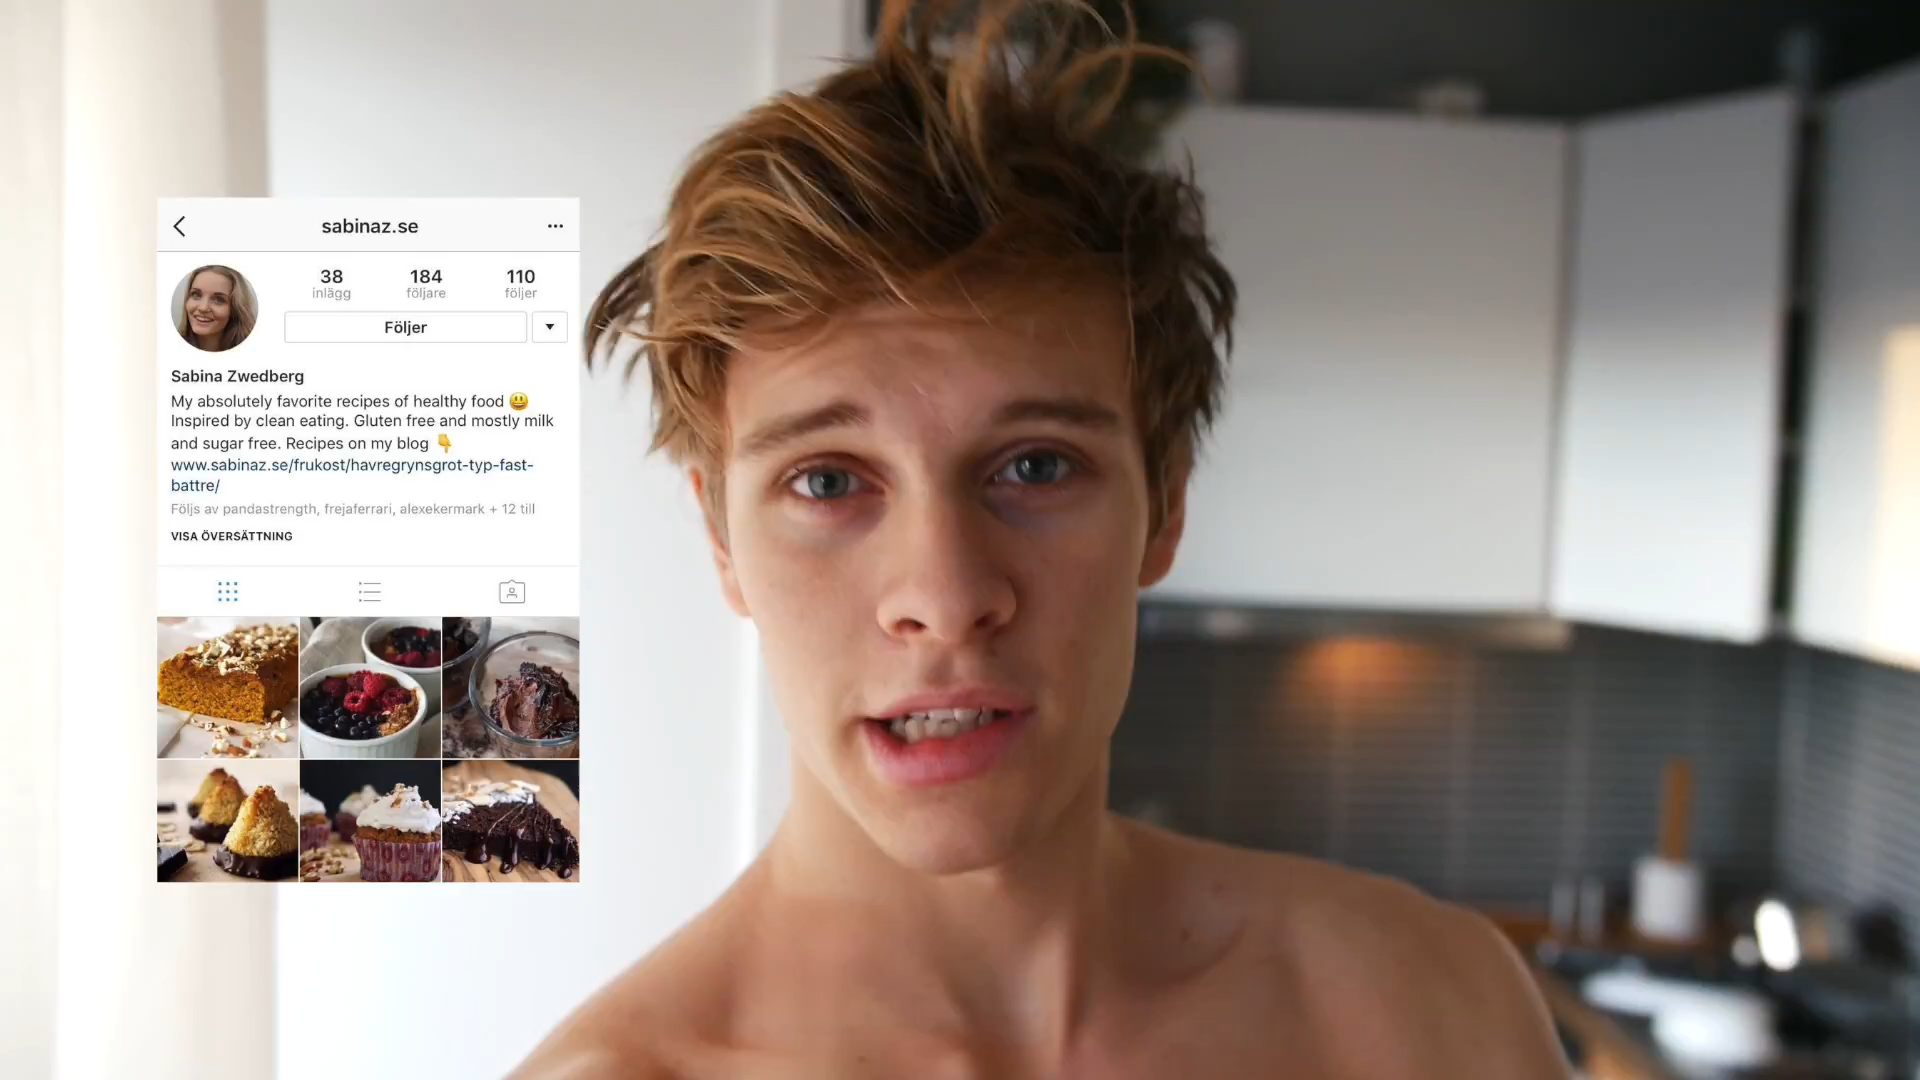 sabinaz.se
38 184 110
inlägg följare följer
Följer
Sabina Zwedberg
My absolutely favorite recipes of healthy food 😃
Inspired by clean eating. Gluten free and mostly milk
and sugar free. Recipes on my blog 👇
www.sabinaz.se/frukost/havregrynsgrot-typ-fast-
battre/
Följs av pandastrength, frejaferrari, alexekermark + 12 till
VISA ÖVERSÄTTNING